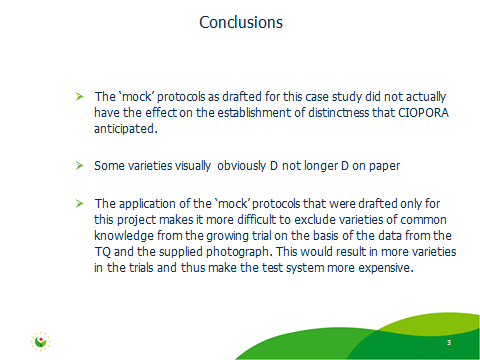 Conclusions
The ‘mock’ protocols as drafted for this case study did not actually
have the effect on the establishment of distinctness that CIOPORA
anticipated.
Some varieties visually obviously D not longer D on paper
The application of the ‘mock’ protocols that were drafted only for
this project makes it more difficult to exclude varieties of common
knowledge from the growing trial on the basis of the data from the
TQ and the supplied photograph. This would result in more varieties
in the trials and thus make the test system more expensive.
5